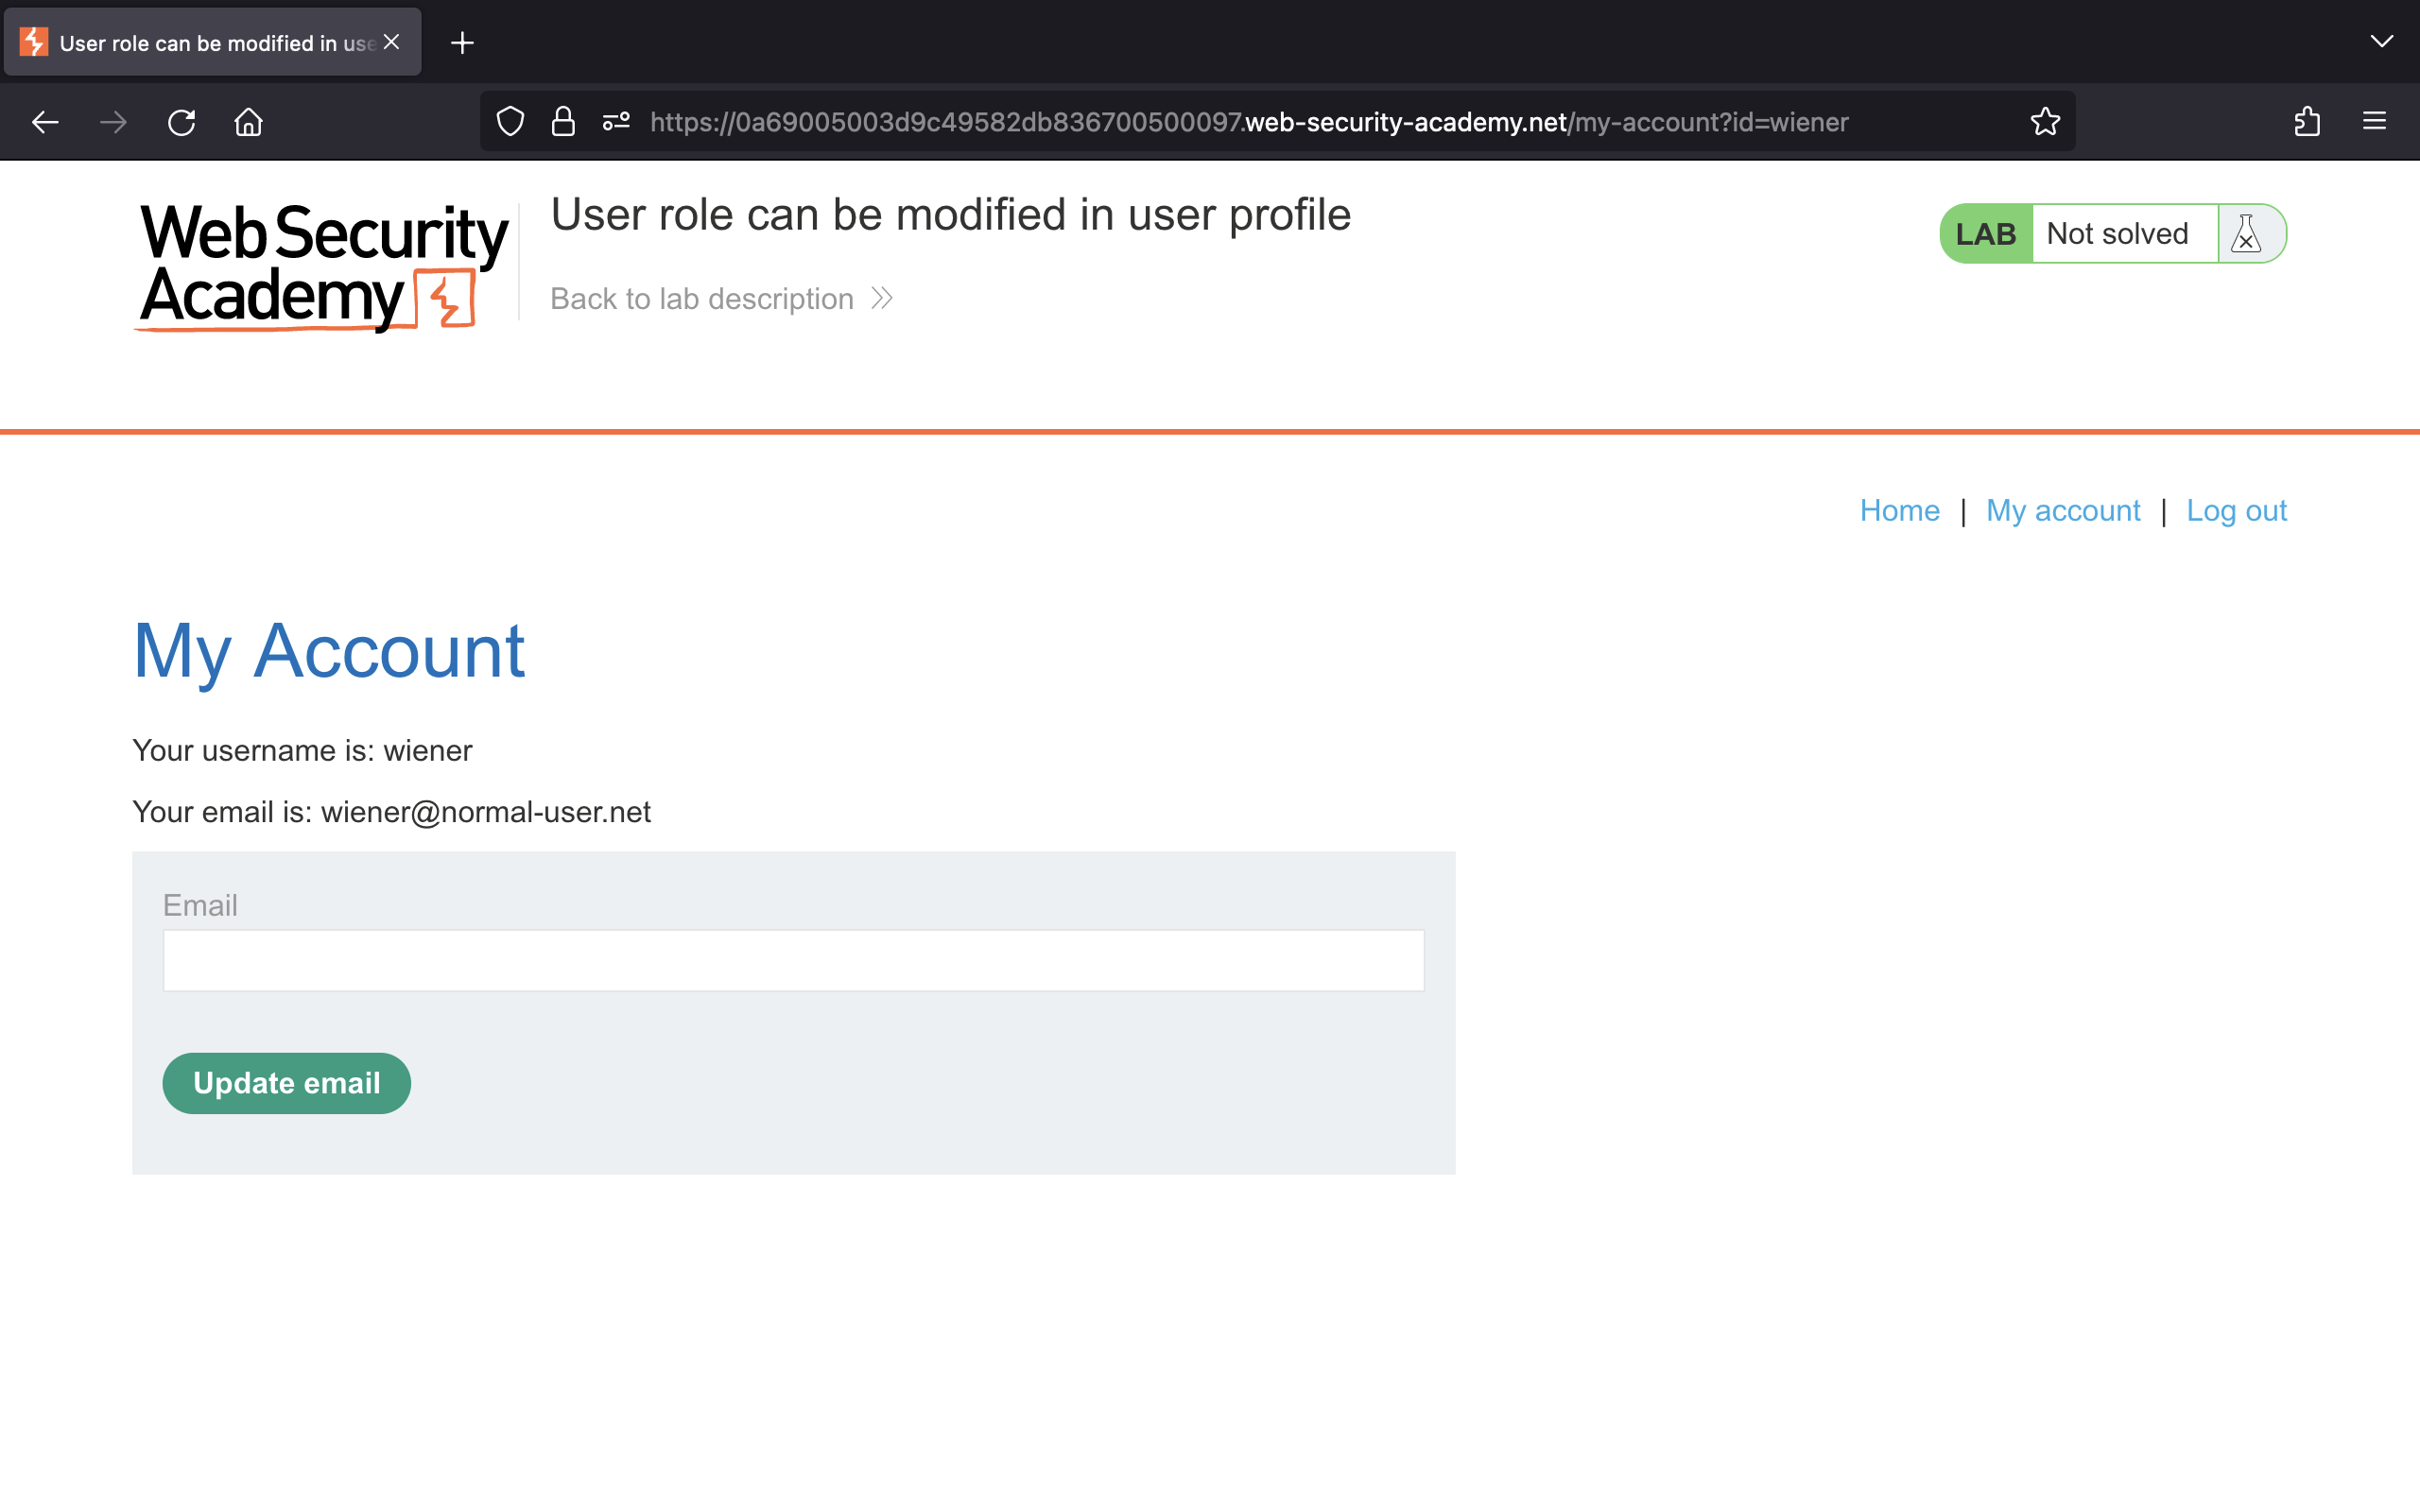 User role can be modified in use
https://0a69005003d9c49582db836700500097.web-security-academy.net/my-account?id=wiener
Web Security
Academy
User role can be modified in user profile
Back to lab description
LAB Not solved
Home | My account | Log out
My Account
Your username is: wiener
Your email is: wiener@normal-user.net
Email
Update email